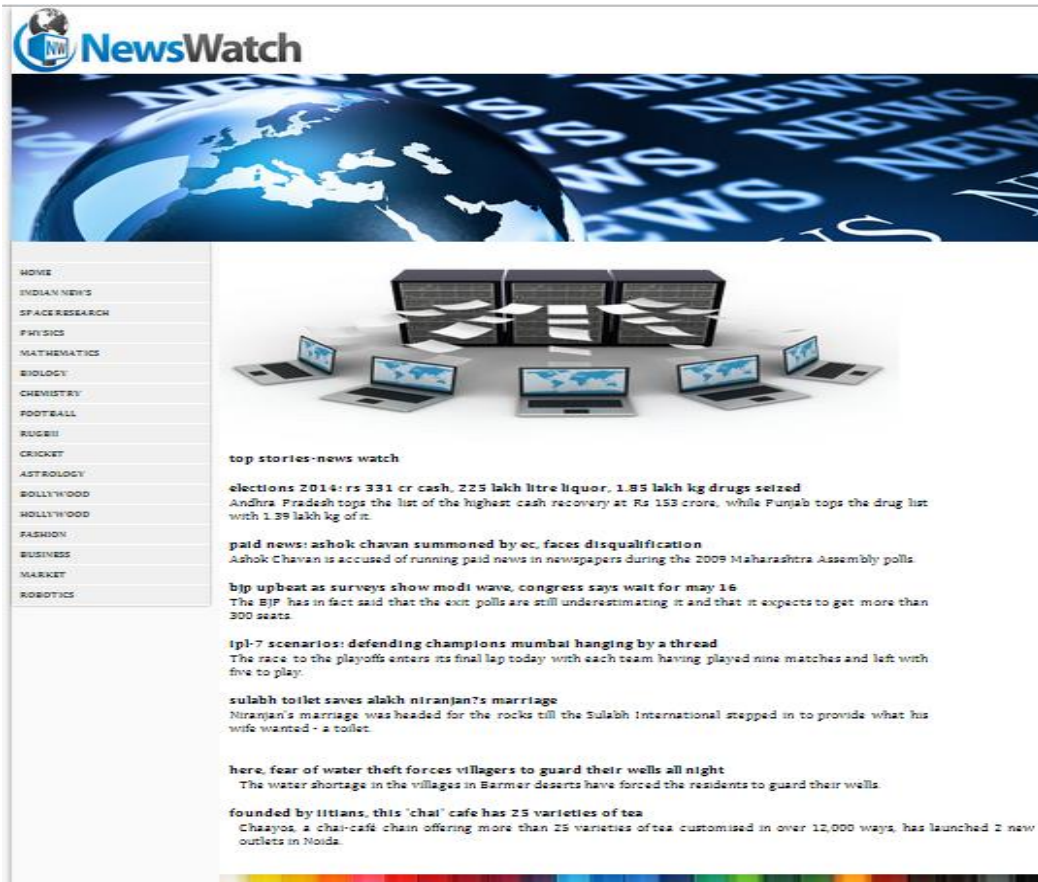 NW NewsWatch
NEWS NEWS NEWS NEWS
NEWS NEWS NEWS
HOME
INDIAN NEWS
SPACE RESEARCH
PHYSICS
MATHEMATICS
BIOLOGY
CHEMISTRY
FOOTBALL
RUGBII
CRICKET
ASTROLOGY
BOLLYWOOD
HOLLYWOOD
FASHION
BUSINESS
MARKET
ROBOTICS
top stories-news watch
elections 2014: rs 331 cr cash, 225 lakh litre liquor, 1.85 lakh kg drugs seized
Andhra Pradesh tops the list of the highest cash recovery at Rs 153 crore, while Punjab tops the drug list
with 1.39 lakh kg of it.
paid news: ashok chavan summoned by ec, faces disqualification
Ashok Chavan is accused of running paid news in newspapers during the 2009 Maharashtra Assembly polls.
bjp upbeat as surveys show modi wave, congress says wait for may 16
The BJP has in fact said that the exit polls are still underestimating it and that it expects to get more than
300 seats.
ipl-7 scenarios: defending champions mumbai hanging by a thread
The race to the playoffs enters its final lap today with each team having played nine matches and left with
five to play.
sulabh toilet saves alakh niranjan?s marriage
Niranjan's marriage was headed for the rocks till the Sulabh International stepped in to provide what his
wife wanted - a toilet.
here, fear of water theft forces villagers to guard their wells all night
The water shortage in the villages in Barmer deserts have forced the residents to guard their wells.
founded by iitians, this 'chai' cafe has 25 varieties of tea
Chaayos, a chai-café chain offering more than 25 varieties of tea customised in over 12,000 ways, has launched 2 new
outlets in Noida.